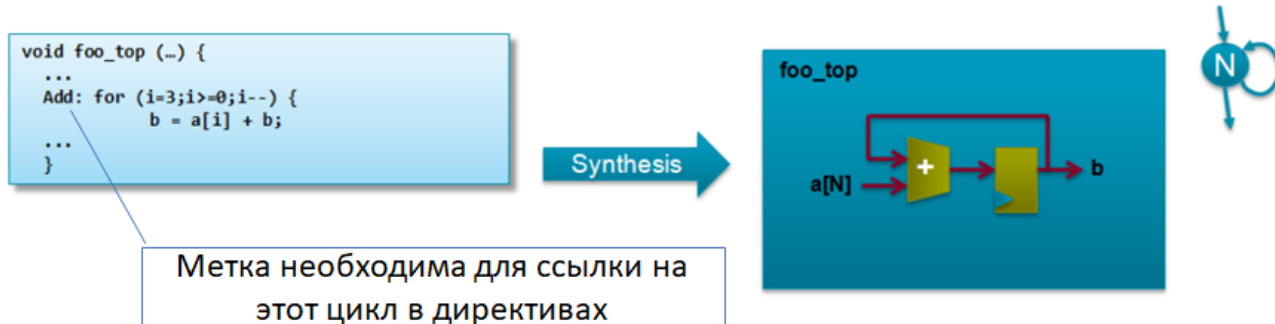 void foo_top (…) {
...
Add: for (i=3;i>=0;i--) {
b = a[i] + b;
...
}
Метка необходима для ссылки на
этот цикл в директивах
Synthesis
foo_top
+
a[N]
b
N